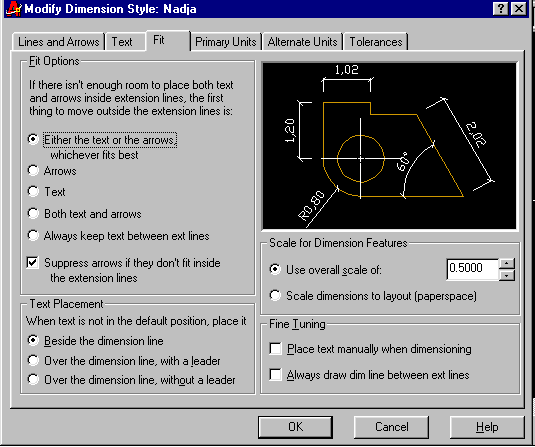 Modify Dimension Style: Nadja
Lines and Arrows
Text
Fit
Primary Units
Alternate Units
Tolerances
Fit Options
If there isn't enough room to place both text
and arrows inside extension lines, the first
thing to move outside the extension lines is:
Either the text or the arrows,
whichever fits best
Arrows
Text
Both text and arrows
Always keep text between ext lines
Suppress arrows if they don't fit inside
the extension lines
Text Placement
When text is not in the default position, place it
Beside the dimension line
Over the dimension line, with a leader
Over the dimension line, without a leader
1,02
1,20
2,02
60°
R0,80
Scale for Dimension Features
Use overall scale of:
0.5000
Scale dimensions to layout (paperspace)
Fine Tuning
Place text manually when dimensioning
Always draw dim line between ext lines
OK
Cancel
Help